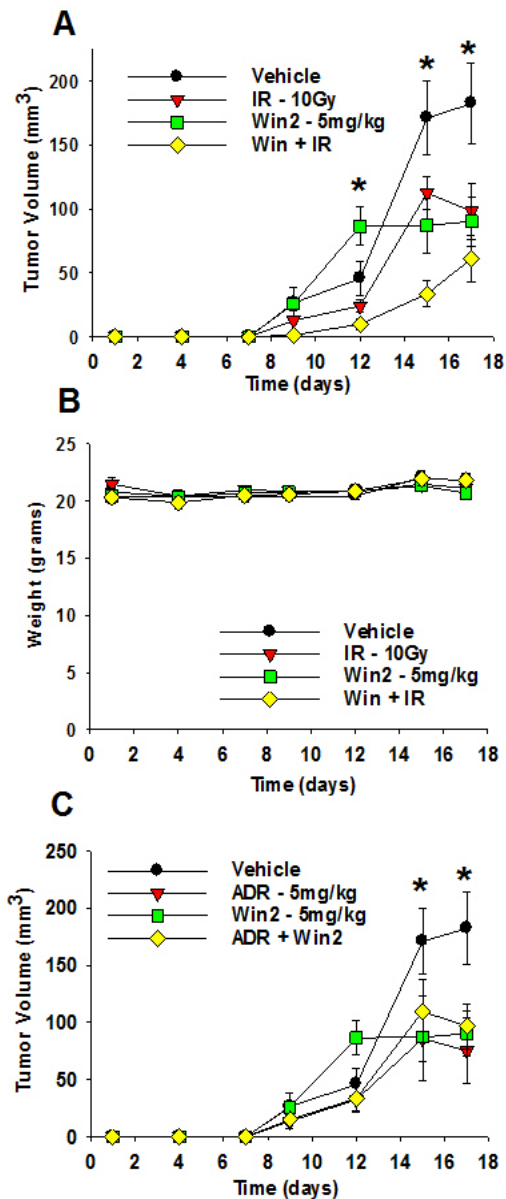 A
Tumor Volume (mm3)
200
150
100
50
0
Vehicle
IR - 10Gy
Win2 - 5mg/kg
Win + IR
*
*
*
0 2 4 6 8 10 12 14 16 18
Time (days)
B
Weight (grams)
25
20
15
10
5
0
Vehicle
IR - 10Gy
Win2 - 5mg/kg
Win + IR
0 2 4 6 8 10 12 14 16 18
Time (days)
C
Tumor Volume (mm3)
250
200
150
100
50
0
Vehicle
ADR - 5mg/kg
Win2 - 5mg/kg
ADR + Win2
*
*
0 2 4 6 8 10 12 14 16 18
Time (days)